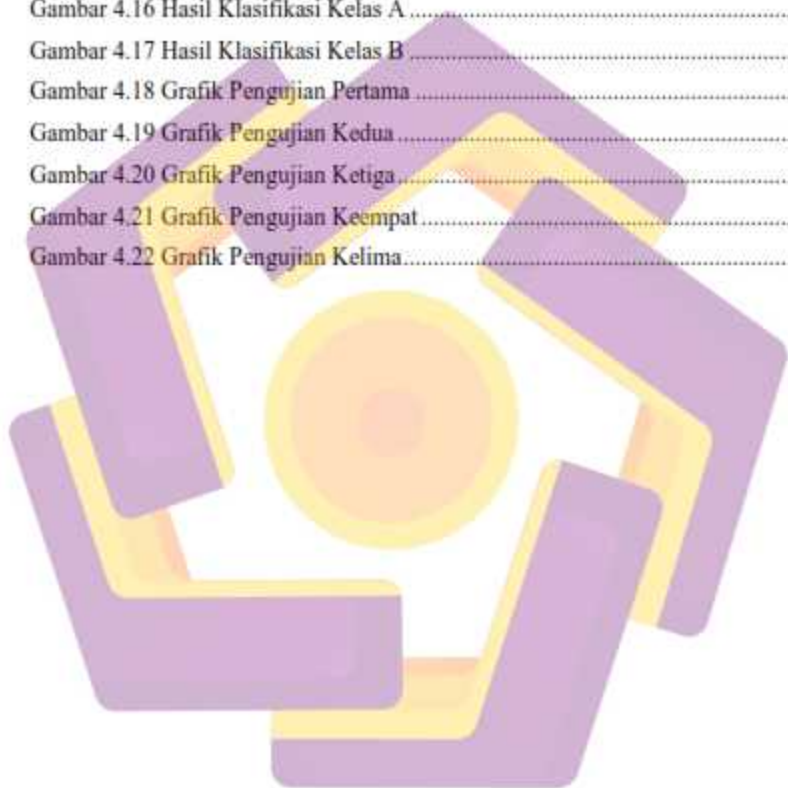 Gambar 4.16 Hasil Klasifikasi Kelas A ........................................................................
Gambar 4.17 Hasil Klasifikasi Kelas B ........................................................................
Gambar 4.18 Grafik Pengujian Pertama ......................................................................
Gambar 4.19 Grafik Pengujian Kedua .........................................................................
Gambar 4.20 Grafik Pengujian Ketiga.........................................................................
Gambar 4.21 Grafik Pengujian Keempat .....................................................................
Gambar 4.22 Grafik Pengujian Kelima........................................................................